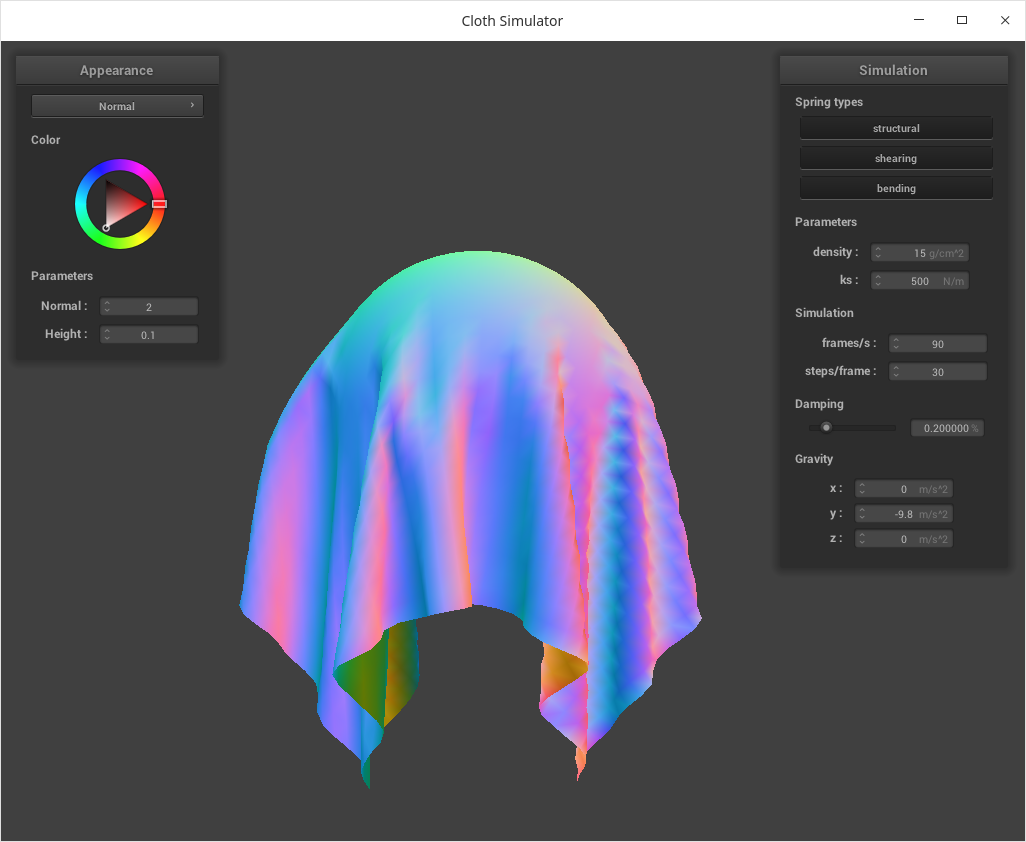 Cloth Simulator
Appearance
Normal
Color
Parameters
Normal : 2
Height : 0.1
Simulation
Spring types
structural
shearing
bending
Parameters
density : 15 g/cm^2
ks : 500 N/m
Simulation
frames/s : 90
steps/frame : 30
Damping
0.200000 %
Gravity
x : 0 m/s^2
y : -9.8 m/s^2
z : 0 m/s^2